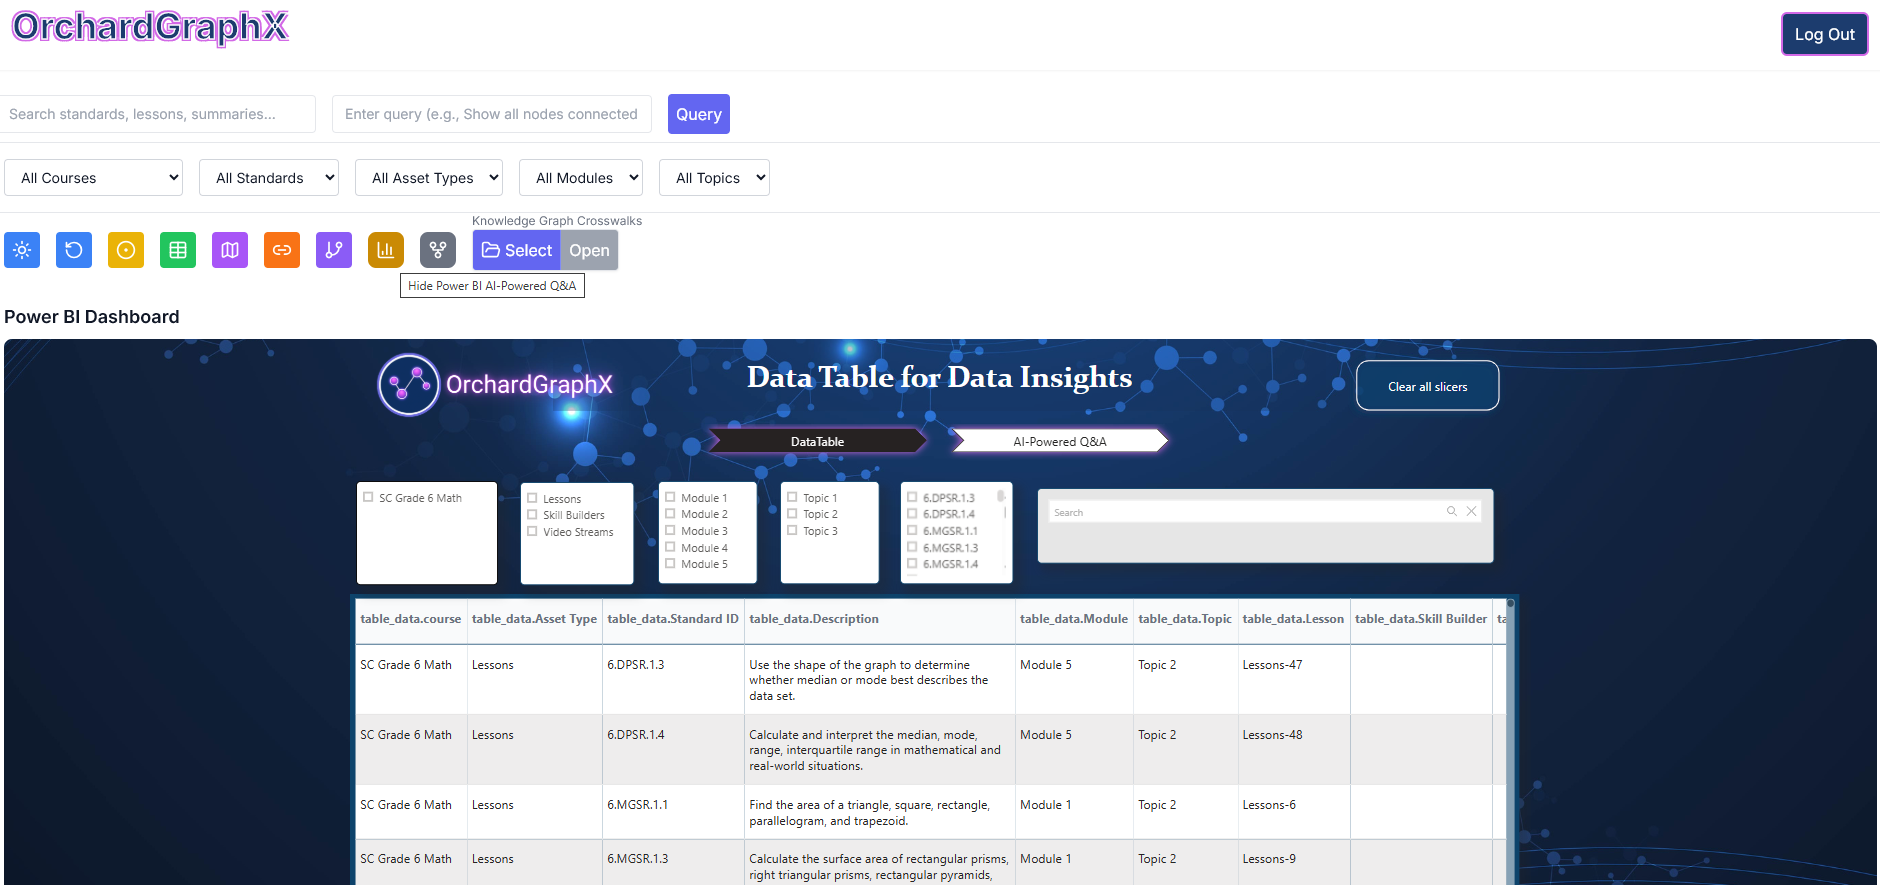 OrchardGraphX
Log Out
Search standards, lessons, summaries...
Enter query (e.g., Show all nodes connected
Query
All Courses
All Standards
All Asset Types
All Modules
All Topics
Knowledge Graph Crosswalks
Select
Open
Hide Power BI AI-Powered Q&A
Power BI Dashboard
OrchardGraphX
Data Table for Data Insights
Clear all slicers
DataTable
AI-Powered Q&A
SC Grade 6 Math
Lessons
Skill Builders
Video Streams
Module 1
Module 2
Module 3
Module 4
Module 5
Topic 1
Topic 2
Topic 3
6.DPSR.1.3
6.DPSR.1.4
6.MGSR.1.1
6.MGSR.1.3
6.MGSR.1.4
Search
table_data.course table_data.Asset Type table_data.Standard ID table_data.Description table_data.Module table_data.Topic table_data.Lesson table_data.Skill Builder ta
SC Grade 6 Math Lessons 6.DPSR.1.3 Use the shape of the graph to determine Module 5 Topic 2 Lessons-47
whether median or mode best describes the
data set.
SC Grade 6 Math Lessons 6.DPSR.1.4 Calculate and interpret the median, mode, Module 5 Topic 2 Lessons-48
range, interquartile range in mathematical and
real-world situations.
SC Grade 6 Math Lessons 6.MGSR.1.1 Find the area of a triangle, square, rectangle, Module 1 Topic 2 Lessons-6
parallelogram, and trapezoid.
SC Grade 6 Math Lessons 6.MGSR.1.3 Calculate the surface area of rectangular prisms, Module 1 Topic 2 Lessons-9
right triangular prisms, rectangular pyramids,